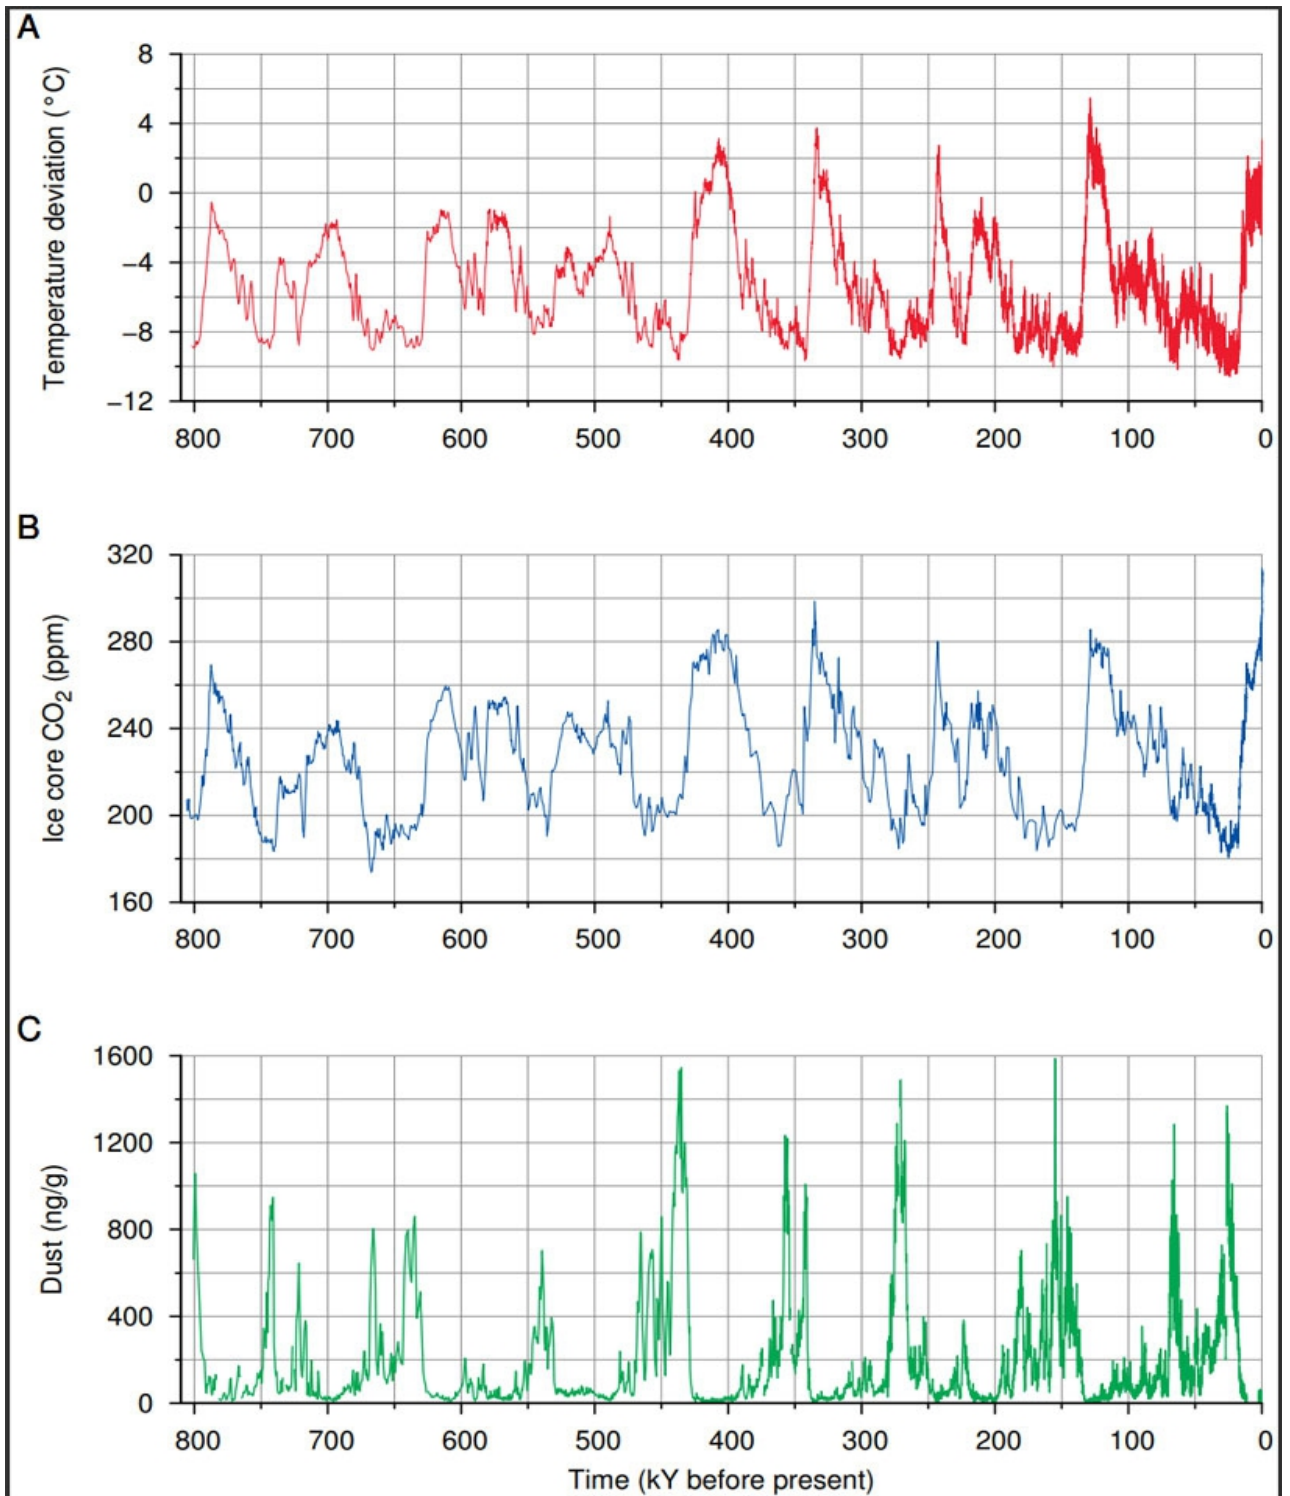 A
8
4
0
−4
−8
−12
Temperature deviation (°C)
800 700 600 500 400 300 200 100 0
B
320
280
240
200
160
Ice core CO₂ (ppm)
800 700 600 500 400 300 200 100 0
C
1600
1200
800
400
0
Dust (ng/g)
800 700 600 500 400 300 200 100 0
Time (kY before present)